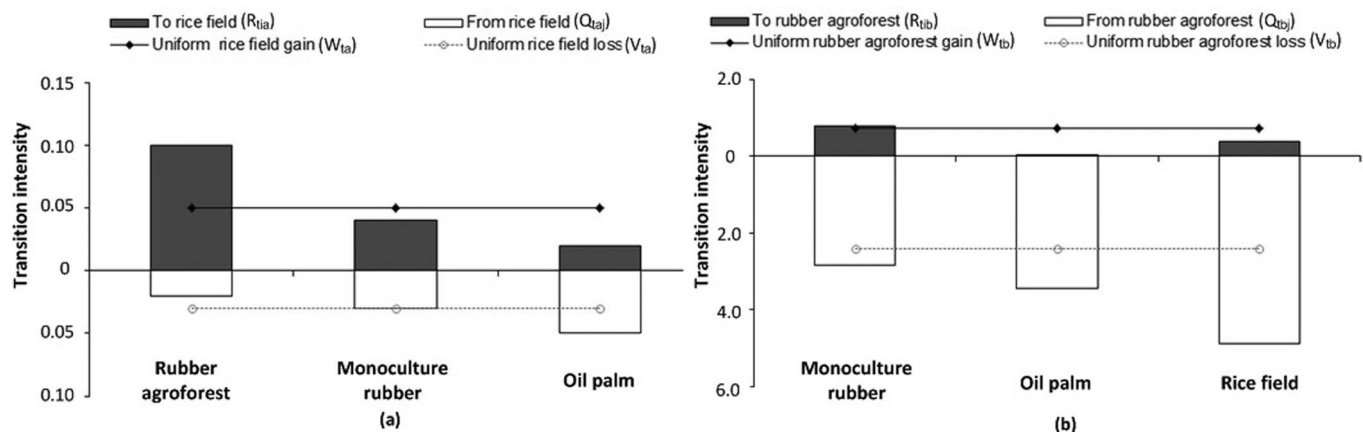 To rice field (Rtia)
From rice field (Qtaj)
Uniform rice field gain (Wta)
Uniform rice field loss (Vta)
Transition intensity
0.15
0.10
0.05
0
0.05
0.10
Rubber
agroforest
Monoculture
rubber
Oil palm
(a)
To rubber agroforest (Rtib)
From rubber agroforest (Qtbj)
Uniform rubber agroforest gain (Wtb)
Uniform rubber agroforest loss (Vtb)
Transition intensity
2.0
0
2.0
4.0
6.0
Monoculture
rubber
Oil palm
Rice field
(b)